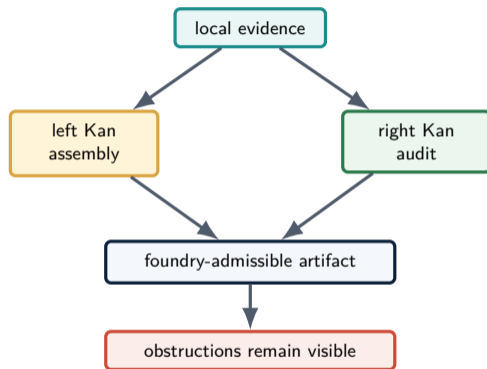 local evidence
left Kan
assembly
right Kan
audit
foundry-admissible artifact
obstructions remain visible